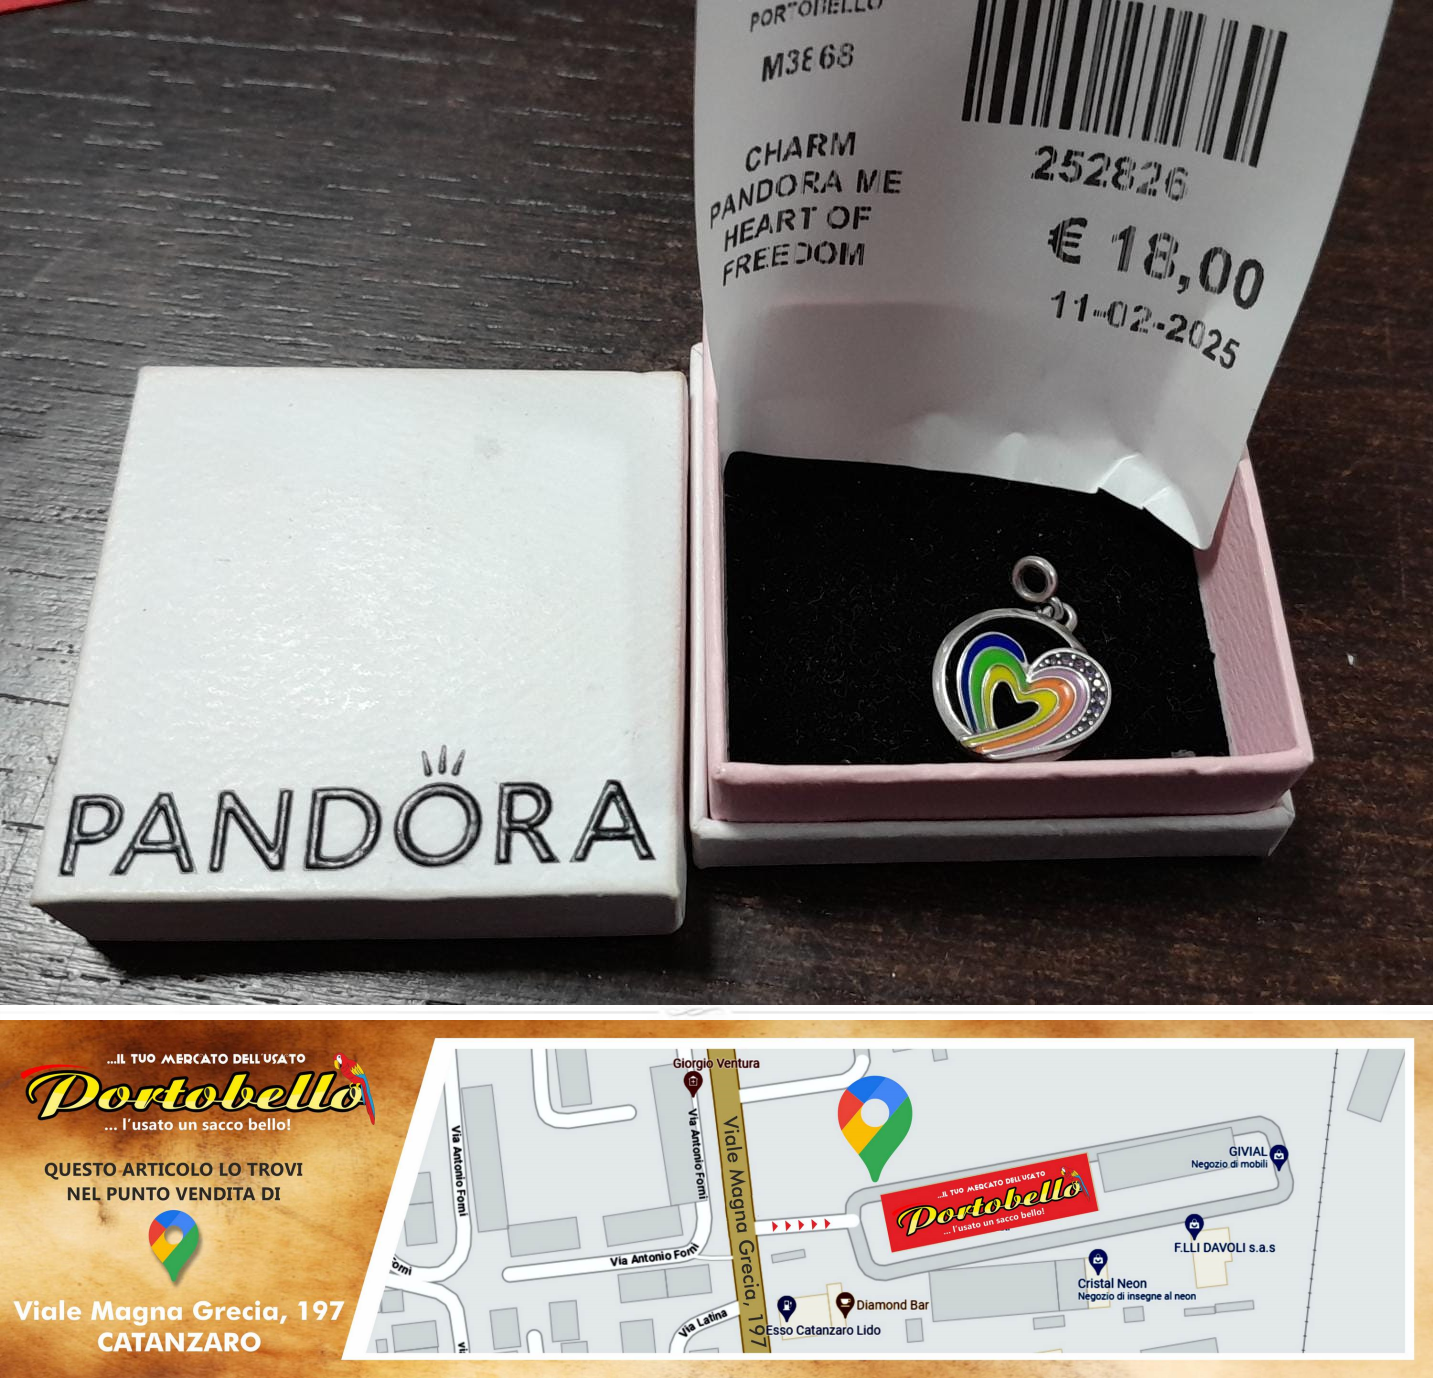 PORTOBELLO
M3868
CHARM
PANDORA ME
HEART OF
FREEDOM
252826
€ 18,00
11-02-2025
PANDORA
...IL TUO MERCATO DELL'USATO
Portobello
... l'usato un sacco bello!
QUESTO ARTICOLO LO TROVI
NEL PUNTO VENDITA DI
Viale Magna Grecia, 197
CATANZARO
Giorgio Ventura
Via Antonio Forni
Via Antonio Forni
Viale Magna Grecia, 197
...IL TUO MERCATO DELL'USATO
Portobello
... l'usato un sacco bello!
GIVIAL
Negozio di mobili
F.LLI DAVOLI s.a.s
Via Antonio Forni
Cristal Neon
Negozio di insegne al neon
Diamond Bar
Esso Catanzaro Lido
Via Latina